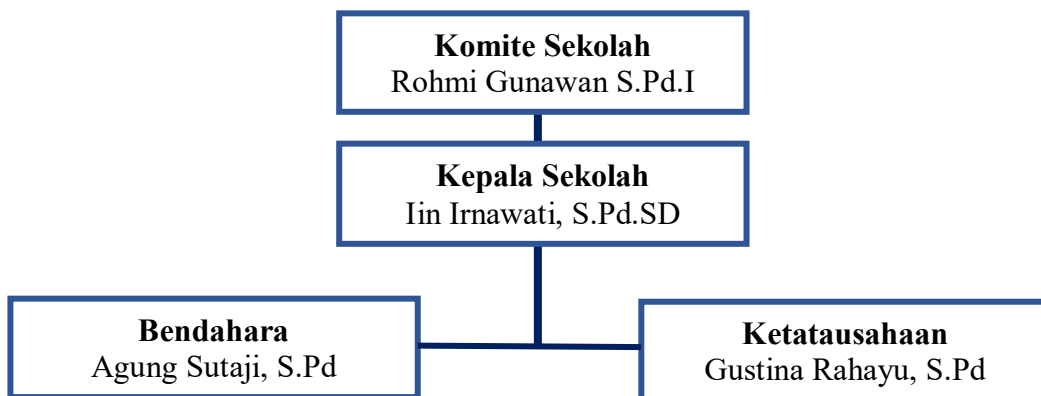 Komite Sekolah
Rohmi Gunawan S.Pd.I
Kepala Sekolah
Iin Irnawati, S.Pd.SD
Bendahara
Agung Sutaji, S.Pd
Ketatausahaan
Gustina Rahayu, S.Pd